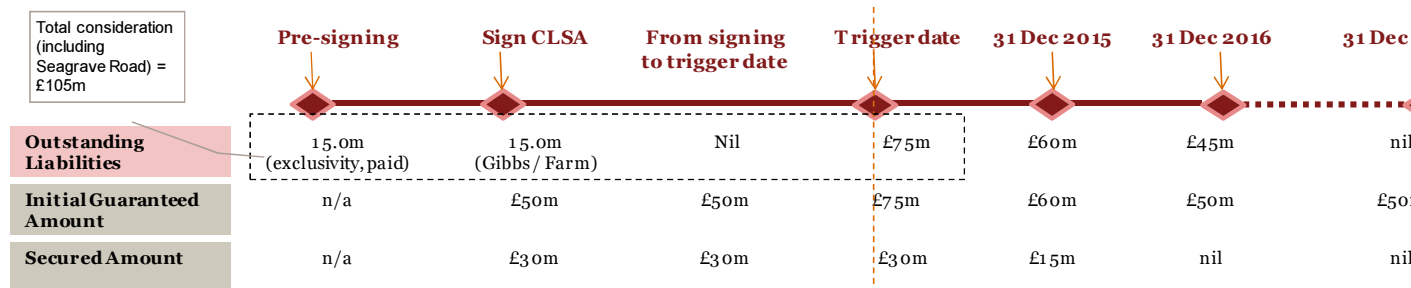 Total consideration
(including
Seagrave Road) =
£105m
Pre-signing
Sign CLSA
From signing
to trigger date
Trigger date
31 Dec 2015
31 Dec 2016
31 Dec
Outstanding
Liabilities
15.0m
(exclusivity, paid)
15.0m
(Gibbs / Farm)
Nil
£75m
£60m
£45m
nil
Initial Guaranteed
Amount
n/a
£50m
£50m
£75m
£60m
£50m
£50
Secured Amount
n/a
£30m
£30m
£30m
£15m
nil
nil